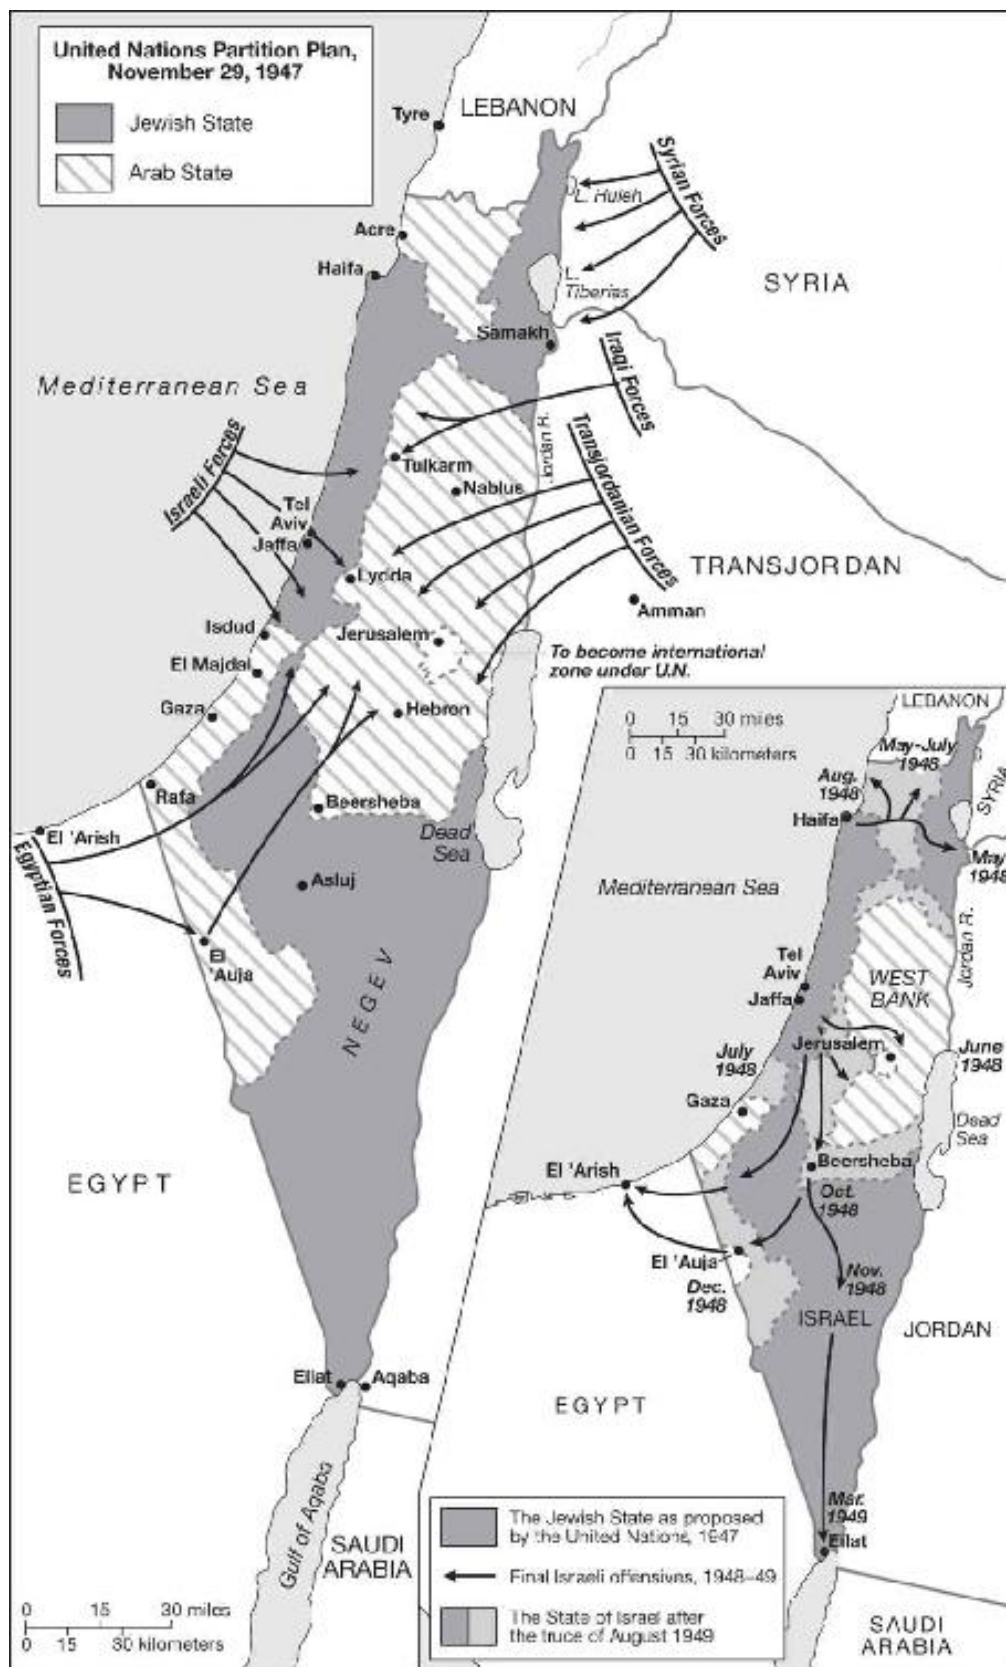 United Nations Partition Plan,
November 29, 1947
Jewish State
Arab State
LEBANON
Tyre
Syrian Forces
L. Huleh
Acre
Haifa
L.
Tiberias
SYRIA
Samakh
Iraqi Forces
Mediterranean Sea
Jordan R.
Transjordanian Forces
Israeli Forces
Tulkarm
Nablus
Tel
Aviv
Jaffa
Lydda
TRANSJORDAN
Amman
Isdud
Jerusalem
To become international
zone under U.N.
El Majdal
Gaza
Hebron
Rafa
Beersheba
El 'Arish
Dead
Sea
Egyptian Forces
Asluj
El
'Auja
NEGEV
EGYPT
Eilat
Aqaba
Gulf of Aqaba
SAUDI
ARABIA
0 15 30 miles
0 15 30 kilometers
0 15 30 miles
0 15 30 kilometers
LEBANON
May-July
1948
Aug.
1948
SYRIA
Haifa
May
1948
Mediterranean Sea
Jordan R.
Tel
Aviv
Jaffa
WEST
BANK
July
1948
Jerusalem
June
1948
Gaza
Dead
Sea
El 'Arish
Beersheba
Oct.
1948
El 'Auja
Dec.
1948
Nov.
1948
ISRAEL
JORDAN
EGYPT
Mar.
1949
Eilat
The Jewish State as proposed
by the United Nations, 1947
Final Israeli offensives, 1948–49
The State of Israel after
the truce of August 1949
SAUDI
ARABIA